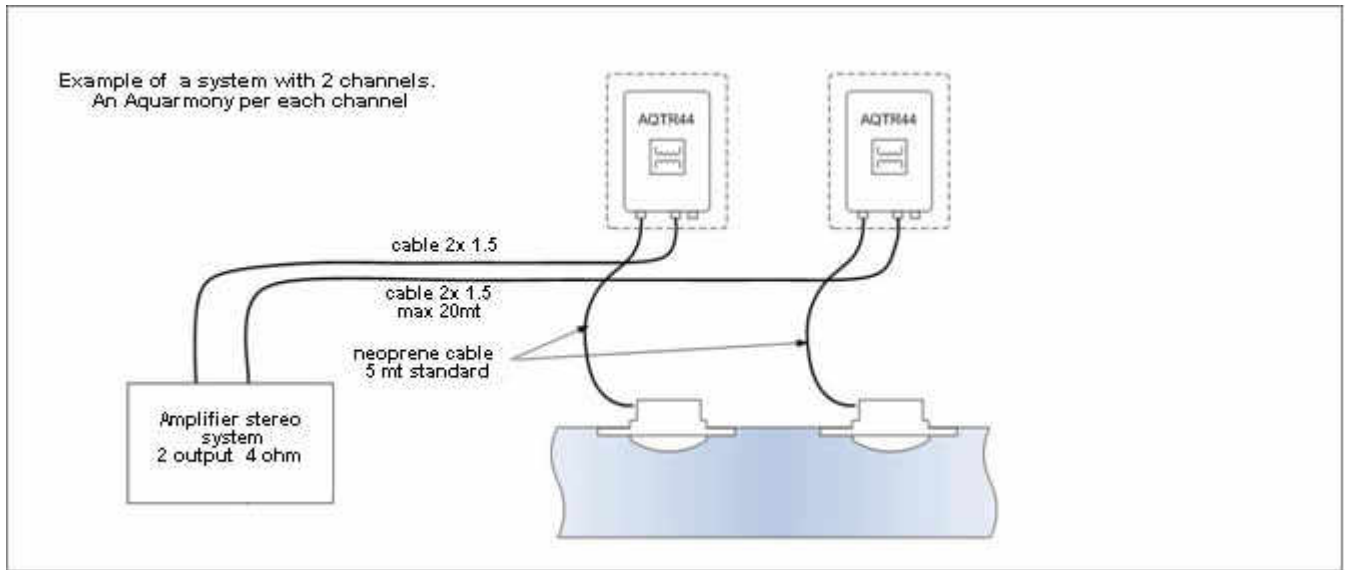 Example of a system with 2 channels.
An Aquarmony per each channel
AQTR44
AQTR44
cable 2x 1.5
cable 2x 1.5
max 20mt
neoprene cable
5 mt standard
Amplifier stereo
system
2 output 4 ohm